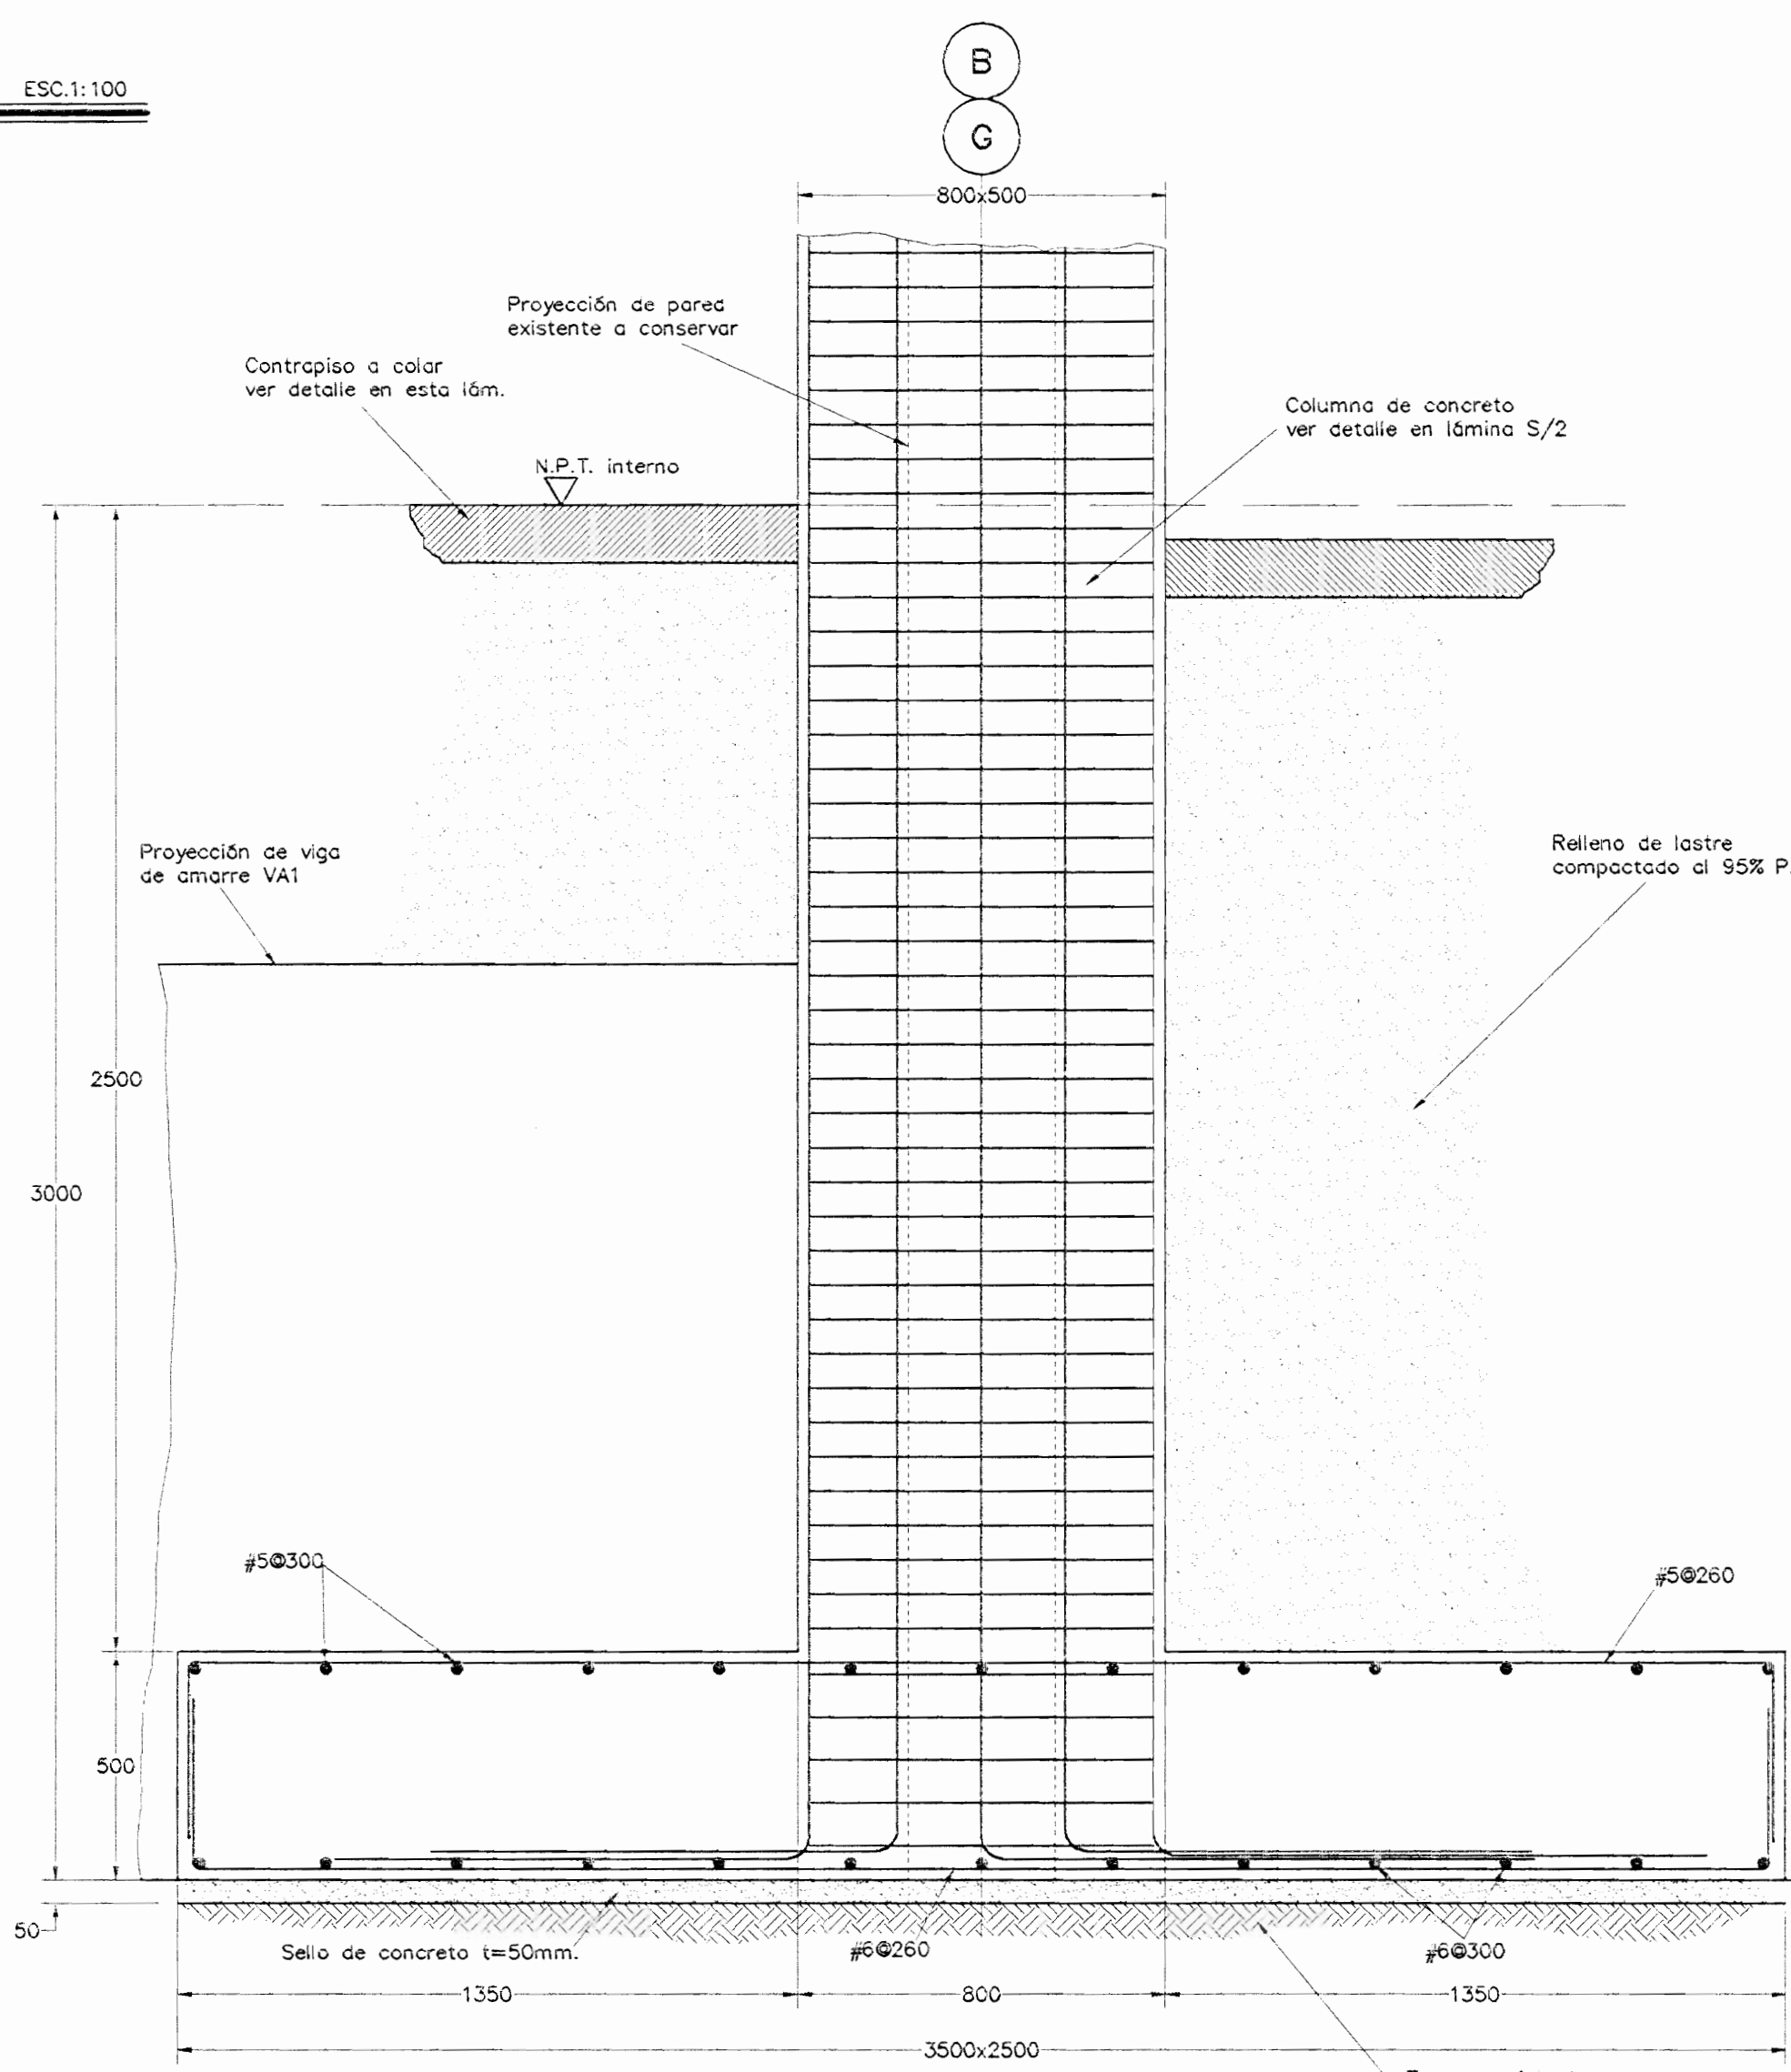 ESC.1:100
B
G
800x500
Proyección de pared
existente a conservar
Contrapiso a colar
ver detalle en esta lám.
Columna de concreto
ver detalle en lámina S/2
N.P.T. interno
Proyección de viga
de amarre VA1
Relleno de lastre
compactado al 95% P.
2500
3000
#5@300
#5@260
500
50
Sello de concreto t=50mm.
#6@260
#6@300
1350
800
1350
3500x2500